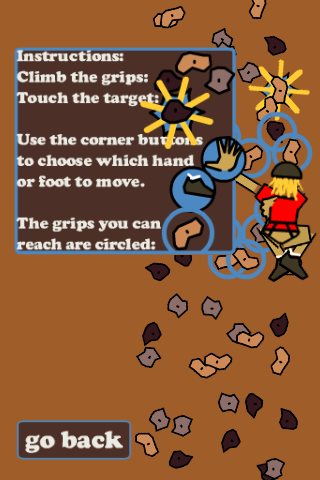 Instructions:
Climb the grips:
Touch the target:
Use the corner buttons
to choose which hand
or foot to move.
The grips you can
reach are circled:
go back